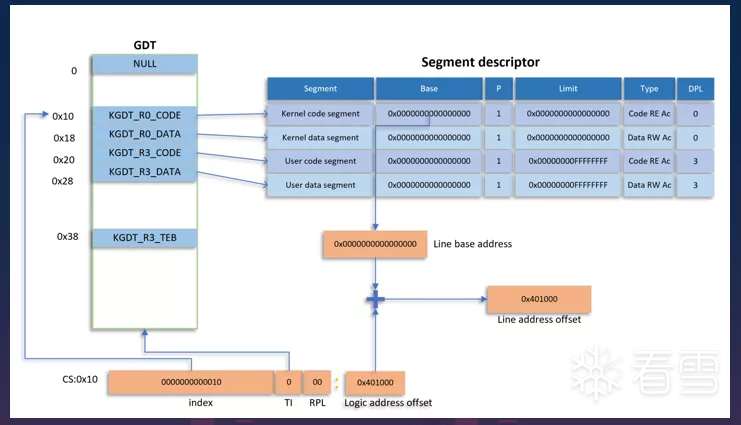 GDT
Segment descriptor
0
NULL
Segment Base P Limit Type DPL
0x10
KGDT_R0_CODE
Kernel code segment 0x0000000000000000 1 0x0000000000000000 Code RE Ac 0
0x18
KGDT_R0_DATA
Kernel data segment 0x0000000000000000 1 0x0000000000000000 Data RW Ac 0
0x20
KGDT_R3_CODE
User code segment 0x0000000000000000 1 0x00000000FFFFFFFF Code RE Ac 3
0x28
KGDT_R3_DATA
User data segment 0x0000000000000000 1 0x00000000FFFFFFFF Data RW Ac 3
0x38
KGDT_R3_TEB
0x0000000000000000 Line base address
0x401000
Line address offset
CS:0x10 0000000000010 0 00 : 0x401000
index TI RPL Logic address offset
看雪